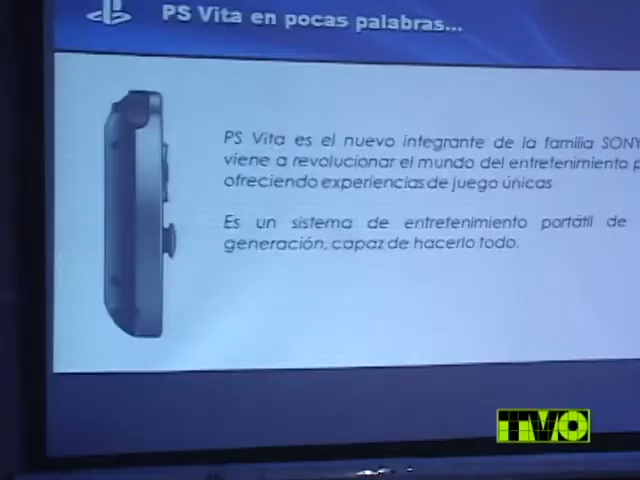 PS Vita en pocas palabras...
PS Vita es el nuevo integrante de la familia SONY
viene a revolucionar el mundo del entretenimiento p
ofreciendo experiencias de juego únicas
Es un sistema de entretenimiento portátil de
generación, capaz de hacerlo todo.
TVO